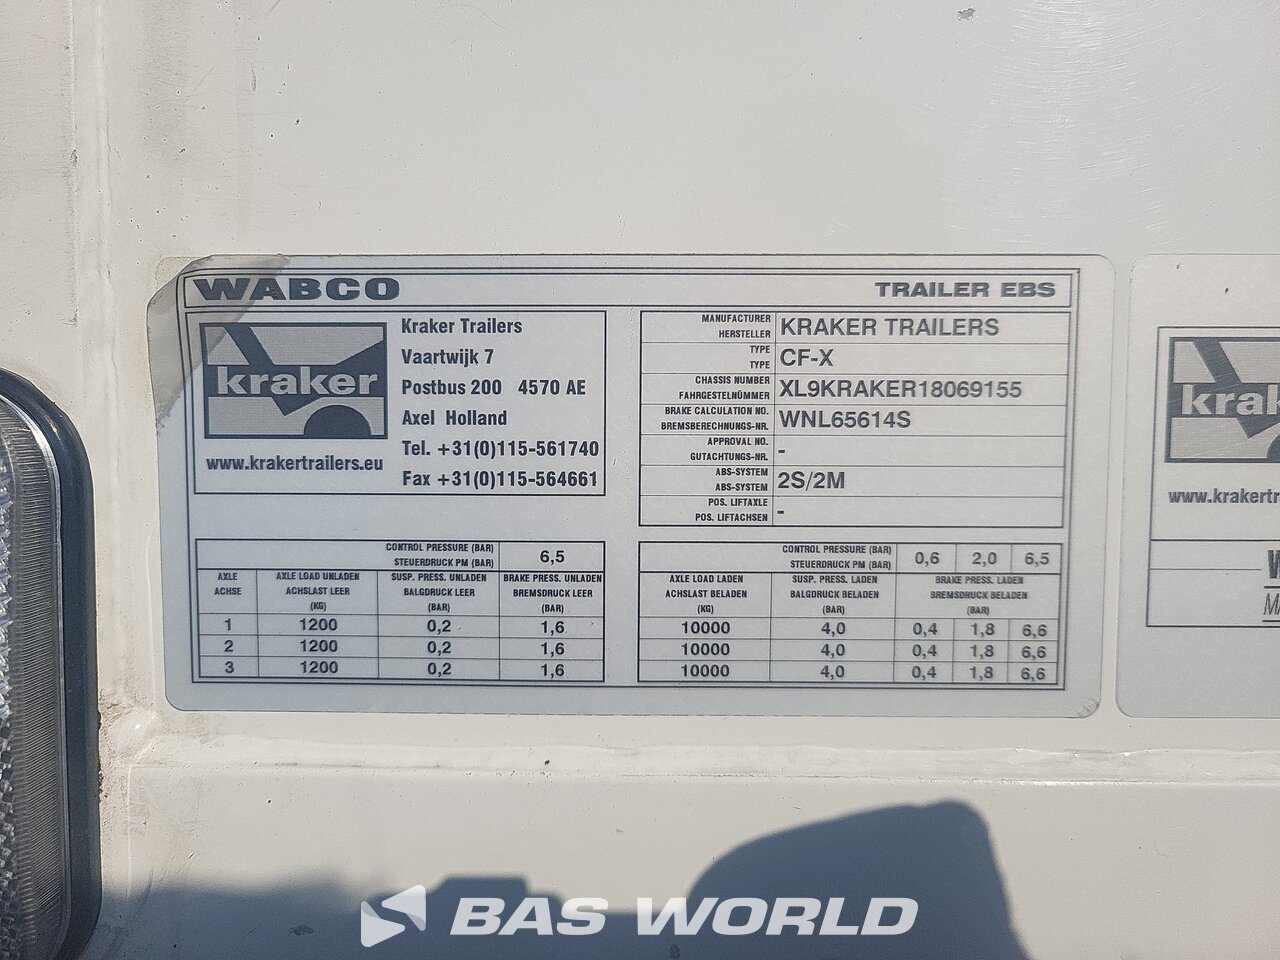 WABCO TRAILER EBS
kraker
www.krakertrailers.eu
Kraker Trailers
Vaartwijk 7
Postbus 200 4570 AE
Axel Holland
Tel. +31(0)115-561740
Fax +31(0)115-564661
MANUFACTURER
HERSTELLER KRAKER TRAILERS
TYPE
TYPE CF-X
CHASSIS NUMBER
FAHRGESTELNÜMMER XL9KRAKER18069155
BRAKE CALCULATION NO.
BREMSBERECHNUNGS-NR. WNL65614S
APPROVAL NO.
GUTACHTUNGS-NR. -
ABS-SYSTEM
ABS-SYSTEM 2S/2M
POS. LIFTAXLE
POS. LIFTACHSEN -
CONTROL PRESSURE (BAR)
STEUERDRUCK PM (BAR) 6,5
AXLE AXLE LOAD UNLADEN SUSP. PRESS. UNLADEN BRAKE PRESS. UNLADEN
ACHSE ACHSLAST LEER BALGDRUCK LEER BREMSDRUCK LEER
(KG) (BAR) (BAR)
1 1200 0,2 1,6
2 1200 0,2 1,6
3 1200 0,2 1,6
CONTROL PRESSURE (BAR)
STEUERDRUCK PM (BAR) 0,6 2,0 6,5
AXLE LOAD LADEN SUSP. PRESS. LADEN BRAKE PRESS. LADEN
ACHSLAST BELADEN BALGDRUCK BELADEN BREMSDRUCK BELADEN
(KG) (BAR) (BAR)
10000 4,0 0,4 1,8 6,6
10000 4,0 0,4 1,8 6,6
10000 4,0 0,4 1,8 6,6
BAS WORLD